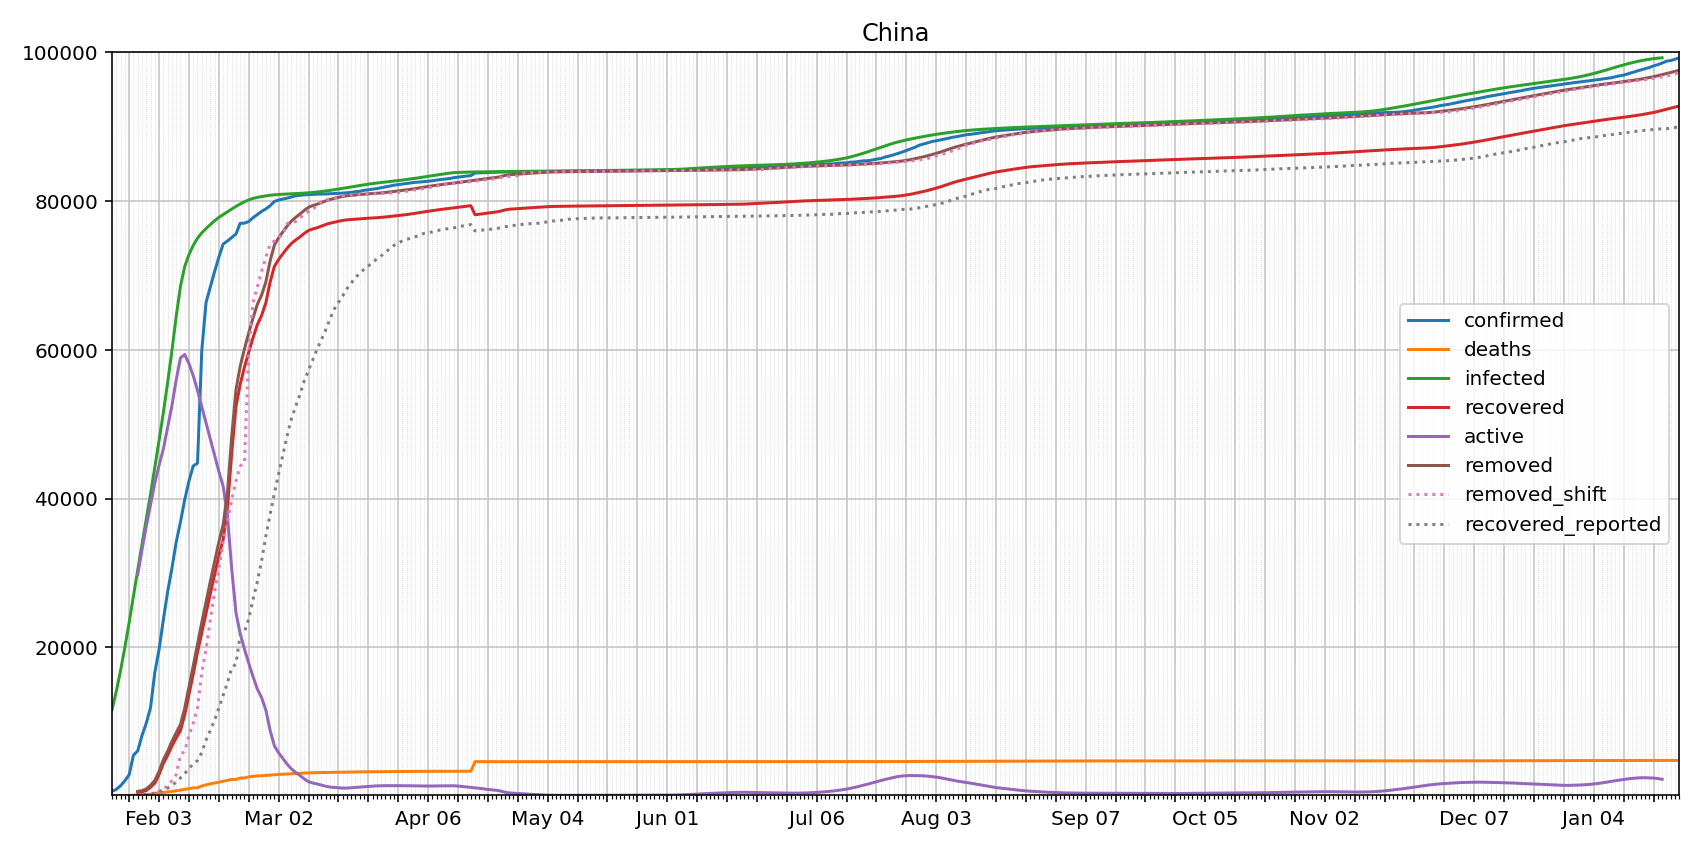 China
100000
80000
60000
40000
20000
Feb 03 Mar 02 Apr 06 May 04 Jun 01 Jul 06 Aug 03 Sep 07 Oct 05 Nov 02 Dec 07 Jan 04
confirmed
deaths
infected
recovered
active
removed
removed_shift
recovered_reported